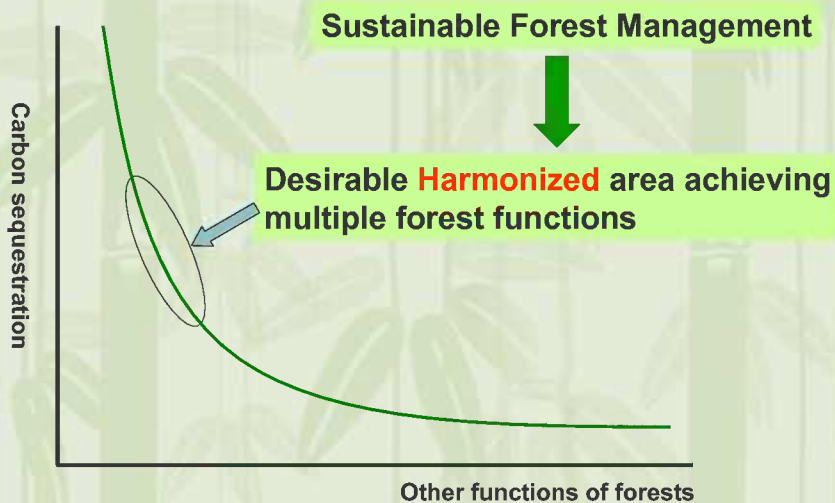 Sustainable Forest Management
Carbon sequestration
Desirable Harmonized area achieving
multiple forest functions
Other functions of forests